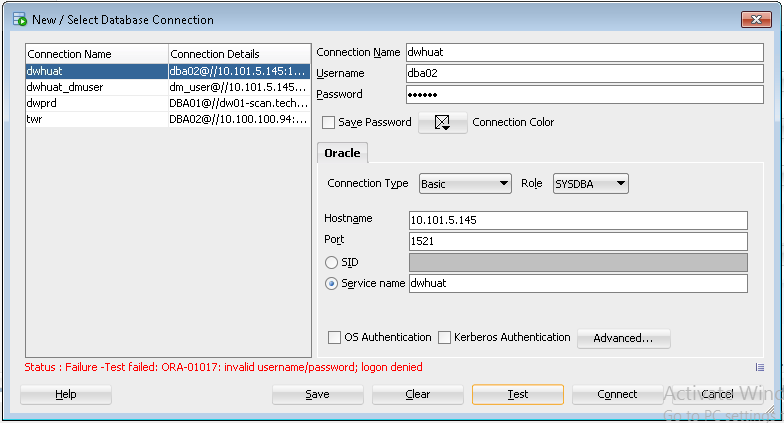 New / Select Database Connection
Connection Name Connection Details
dwhuat dba02@//10.101.5.145:1...
dwhuat_dmuser dm_user@//10.101.5.145...
dwprd DBA01@//dw01-scan.tech...
twr DBA02@//10.100.100.94:...
Connection Name dwhuat
Username dba02
Password ••••••
Save Password Connection Color
Oracle
Connection Type Basic Role SYSDBA
Hostname 10.101.5.145
Port 1521
SID
Service name dwhuat
OS Authentication Kerberos Authentication Advanced...
Status : Failure -Test failed: ORA-01017: invalid username/password; logon denied
Help Save Clear Test Connect Cancel
Activate Wind
Go to PC settings